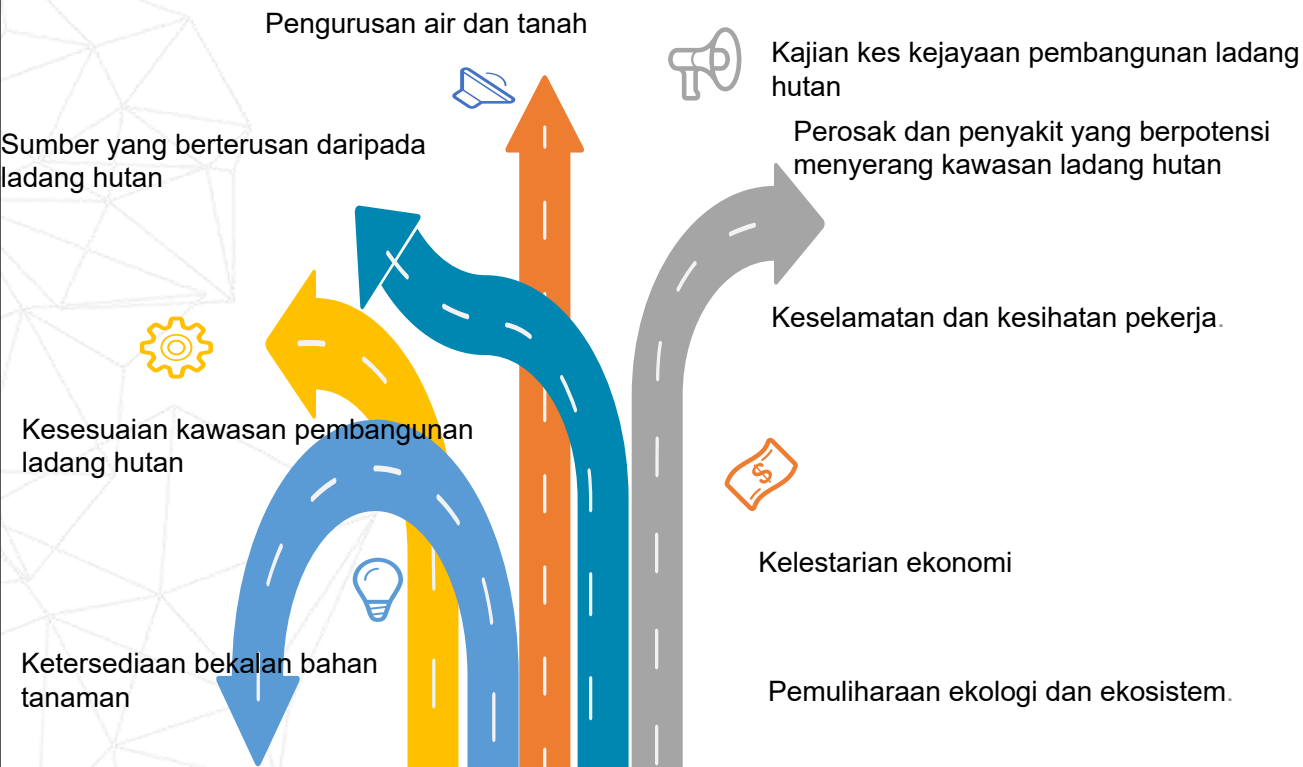 Pengurusan air dan tanah
Kajian kes kejayaan pembangunan ladang
hutan
Perosak dan penyakit yang berpotensi
menyerang kawasan ladang hutan
Sumber yang berterusan daripada
ladang hutan
Keselamatan dan kesihatan pekerja.
Kesesuaian kawasan pembangunan
ladang hutan
$
Kelestarian ekonomi
Ketersediaan bekalan bahan
tanaman
Pemuliharaan ekologi dan ekosistem.